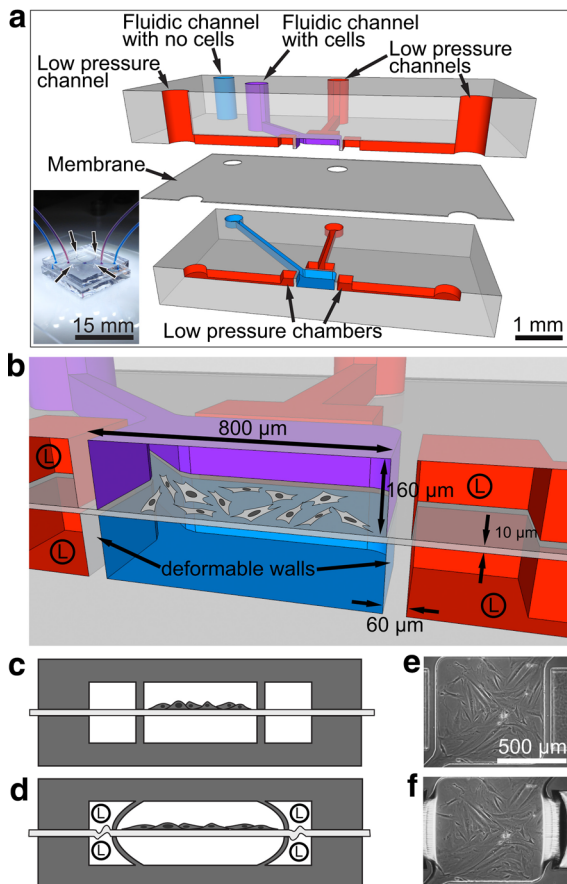 a
Fluidic channel
with no cells
Fluidic channel
with cells
Low pressure
channel
Low pressure
channels
Membrane
15 mm
Low pressure chambers
1 mm
b
800 µm
L
L
160 µm
L
10 µm
deformable walls
L
60 µm
c
d
L
L
L
L
e
500 µm
f